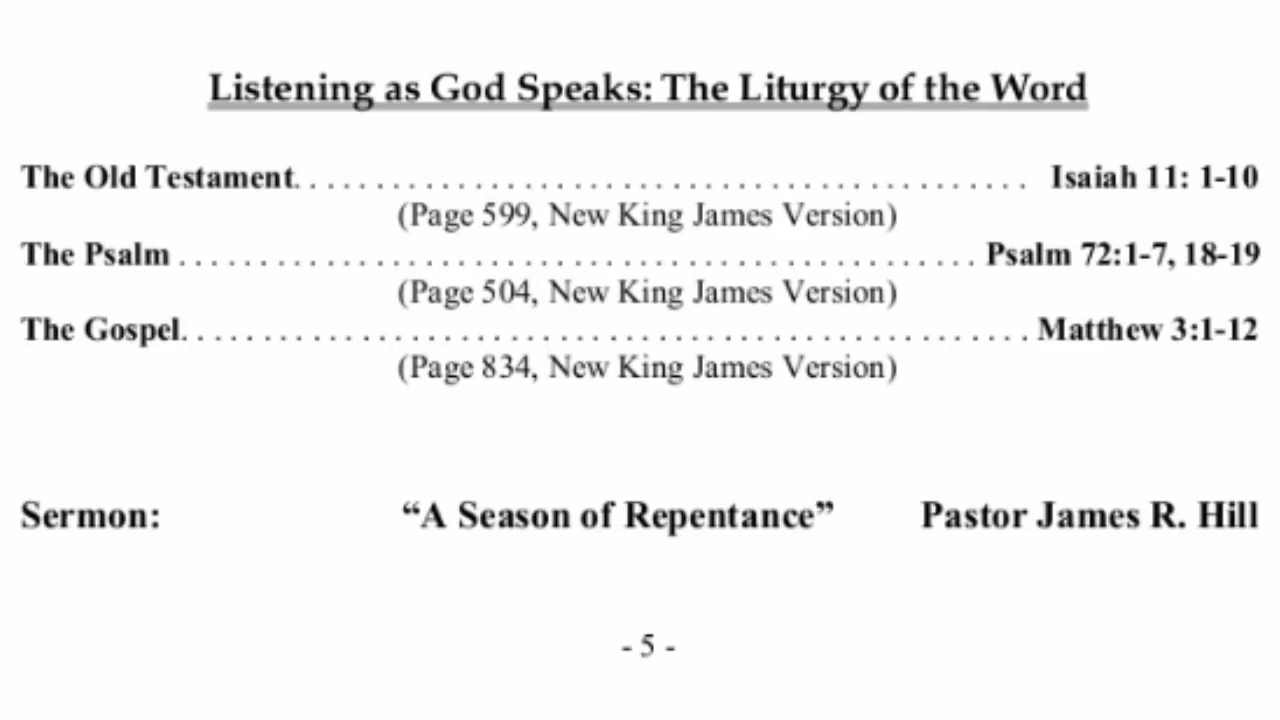 Listening as God Speaks: The Liturgy of the Word
The Old Testament. . . . . . . . . . . . . . . . . . . . . . . . . . . . . . . . . . . . . . . . . . . . . Isaiah 11: 1-10
(Page 599, New King James Version)
The Psalm . . . . . . . . . . . . . . . . . . . . . . . . . . . . . . . . . . . . . . . . . . . . . . . . . Psalm 72:1-7, 18-19
(Page 504, New King James Version)
The Gospel. . . . . . . . . . . . . . . . . . . . . . . . . . . . . . . . . . . . . . . . . . . . . . . . . . . . Matthew 3:1-12
(Page 834, New King James Version)
Sermon: “A Season of Repentance” Pastor James R. Hill
- 5 -